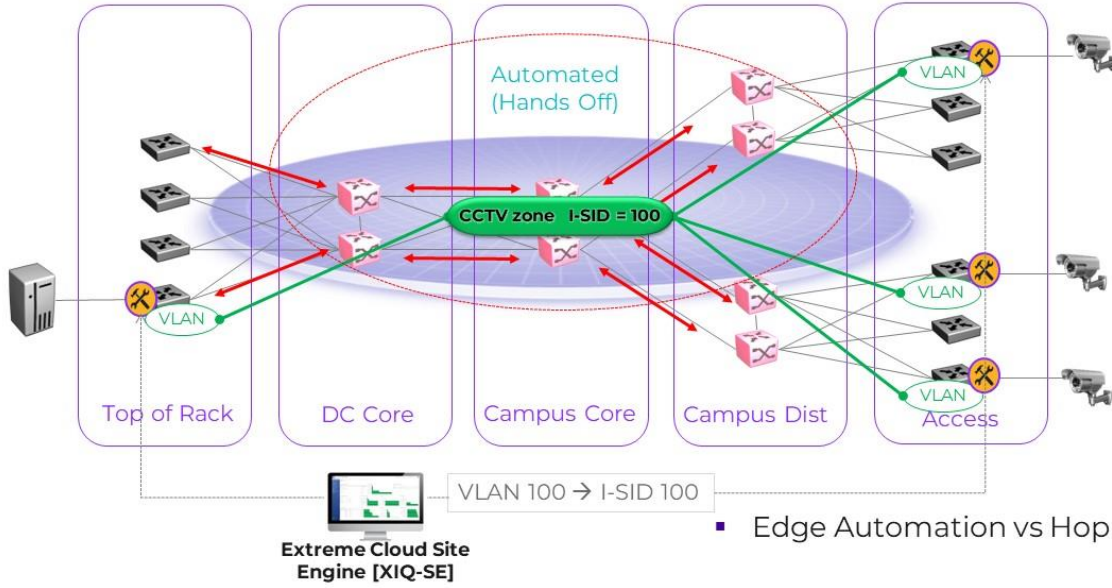 Automated
(Hands Off)
VLAN
CCTV zone I-SID = 100
VLAN
VLAN
VLAN
Top of Rack
DC Core
Campus Core
Campus Dist
Access
VLAN 100 → I-SID 100
▪ Edge Automation vs Hop
Extreme Cloud Site
Engine [XIQ-SE]